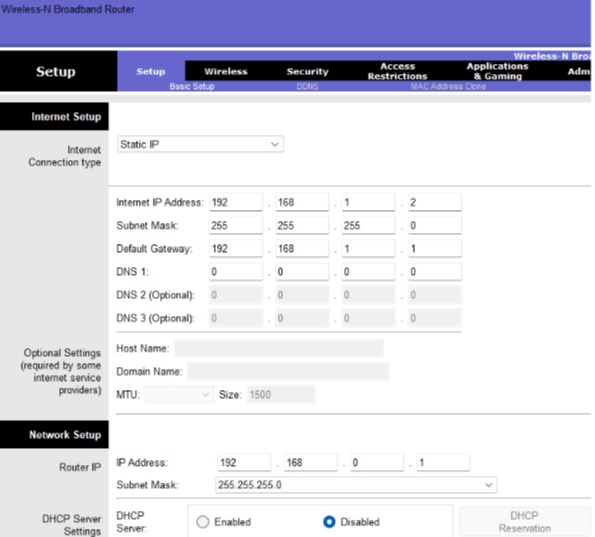 Wireless-N Broadband Router
Wireless-N Broa
Setup
Setup Wireless Security Access Restrictions Applications & Gaming Adm
Basic Setup DDNS MAC Address Clone
Internet Setup
Internet Connection type
Static IP
Internet IP Address: 192 . 168 . 1 . 2
Subnet Mask: 255 . 255 . 255 . 0
Default Gateway: 192 . 168 . 1 . 1
DNS 1: 0 . 0 . 0 . 0
DNS 2 (Optional): 0 . 0 . 0 . 0
DNS 3 (Optional): 0 . 0 . 0 . 0
Optional Settings
(required by some
internet service
providers)
Host Name:
Domain Name:
MTU: Size: 1500
Network Setup
Router IP
IP Address: 192 . 168 . 0 . 1
Subnet Mask: 255.255.255.0
DHCP Server
Settings
DHCP
Server: Enabled Disabled DHCP
Reservation